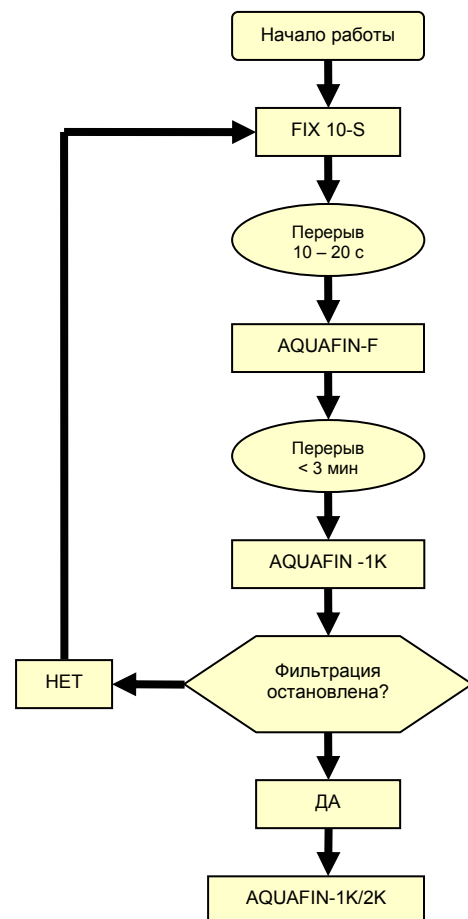 Начало работы
FIX 10-S
Перерыв
10 – 20 с
AQUAFIN-F
Перерыв
< 3 мин
AQUAFIN -1K
Фильтрация
остановлена?
НЕТ
ДА
AQUAFIN-1K/2K